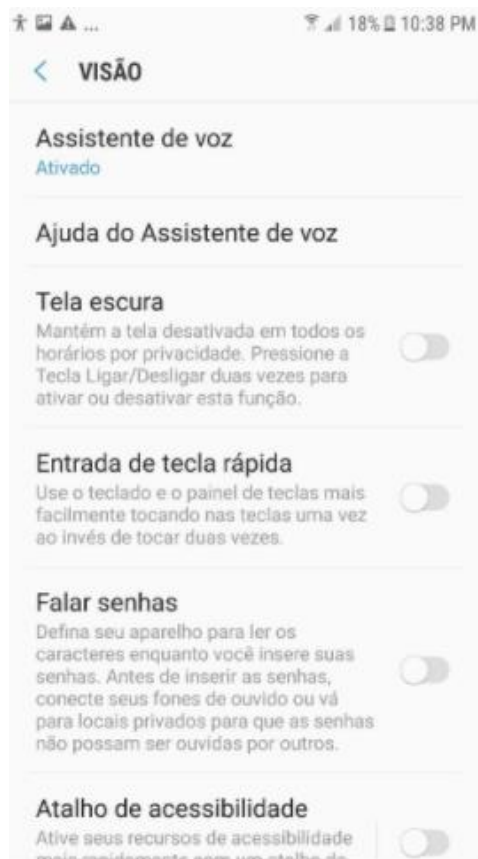 ... 18% 10:38 PM
< VISÃO
Assistente de voz
Ativado
Ajuda do Assistente de voz
Tela escura
Mantém a tela desativada em todos os
horários por privacidade. Pressione a
Tecla Ligar/Desligar duas vezes para
ativar ou desativar esta função.
Entrada de tecla rápida
Use o teclado e o painel de teclas mais
facilmente tocando nas teclas uma vez
ao invés de tocar duas vezes.
Falar senhas
Defina seu aparelho para ler os
caracteres enquanto você insere suas
senhas. Antes de inserir as senhas,
conecte seus fones de ouvido ou vá
para locais privados para que as senhas
não possam ser ouvidas por outros.
Atalho de acessibilidade
Ative seus recursos de acessibilidade